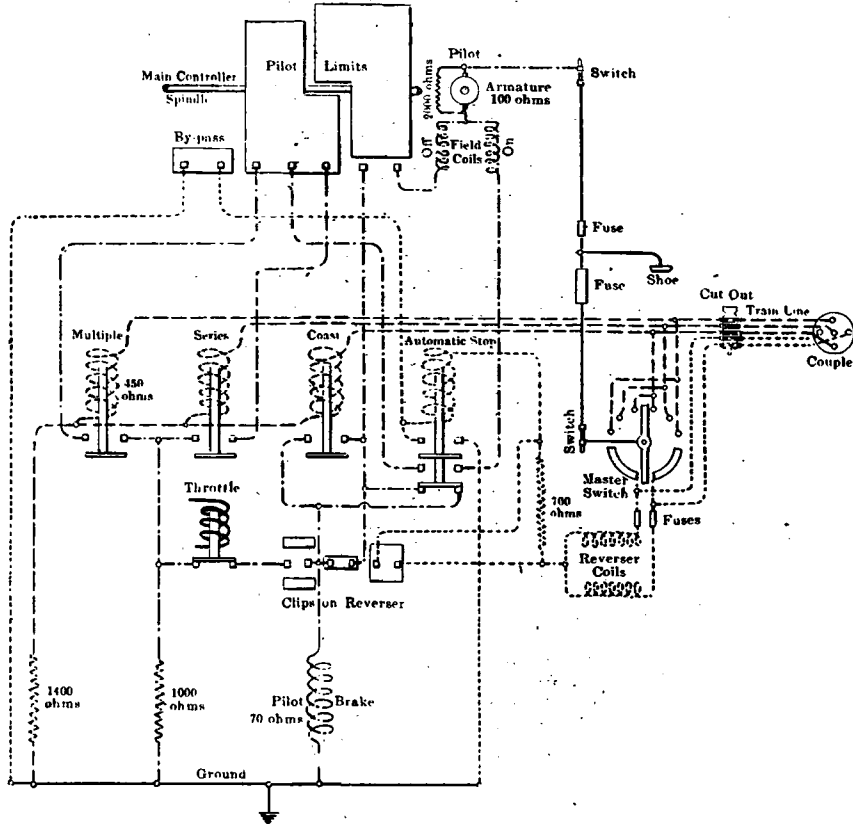 Main Controller
Spindle
Pilot
Limits
By-pass
2000 ohms
Pilot
Armature
100 ohms
Switch
Off
Field
Coils
On
Fuse
Shoe
Fuse
Cut Out
Train Line
Coupler
Multiple
450
ohms
Series
Coast
Automatic Stop
Switch
Master
Switch
Fuses
Throttle
700
ohms
Reverser
Coils
Clips on Reverser
1400
ohms
1000
ohms
Pilot
70 ohms
Brake
Ground